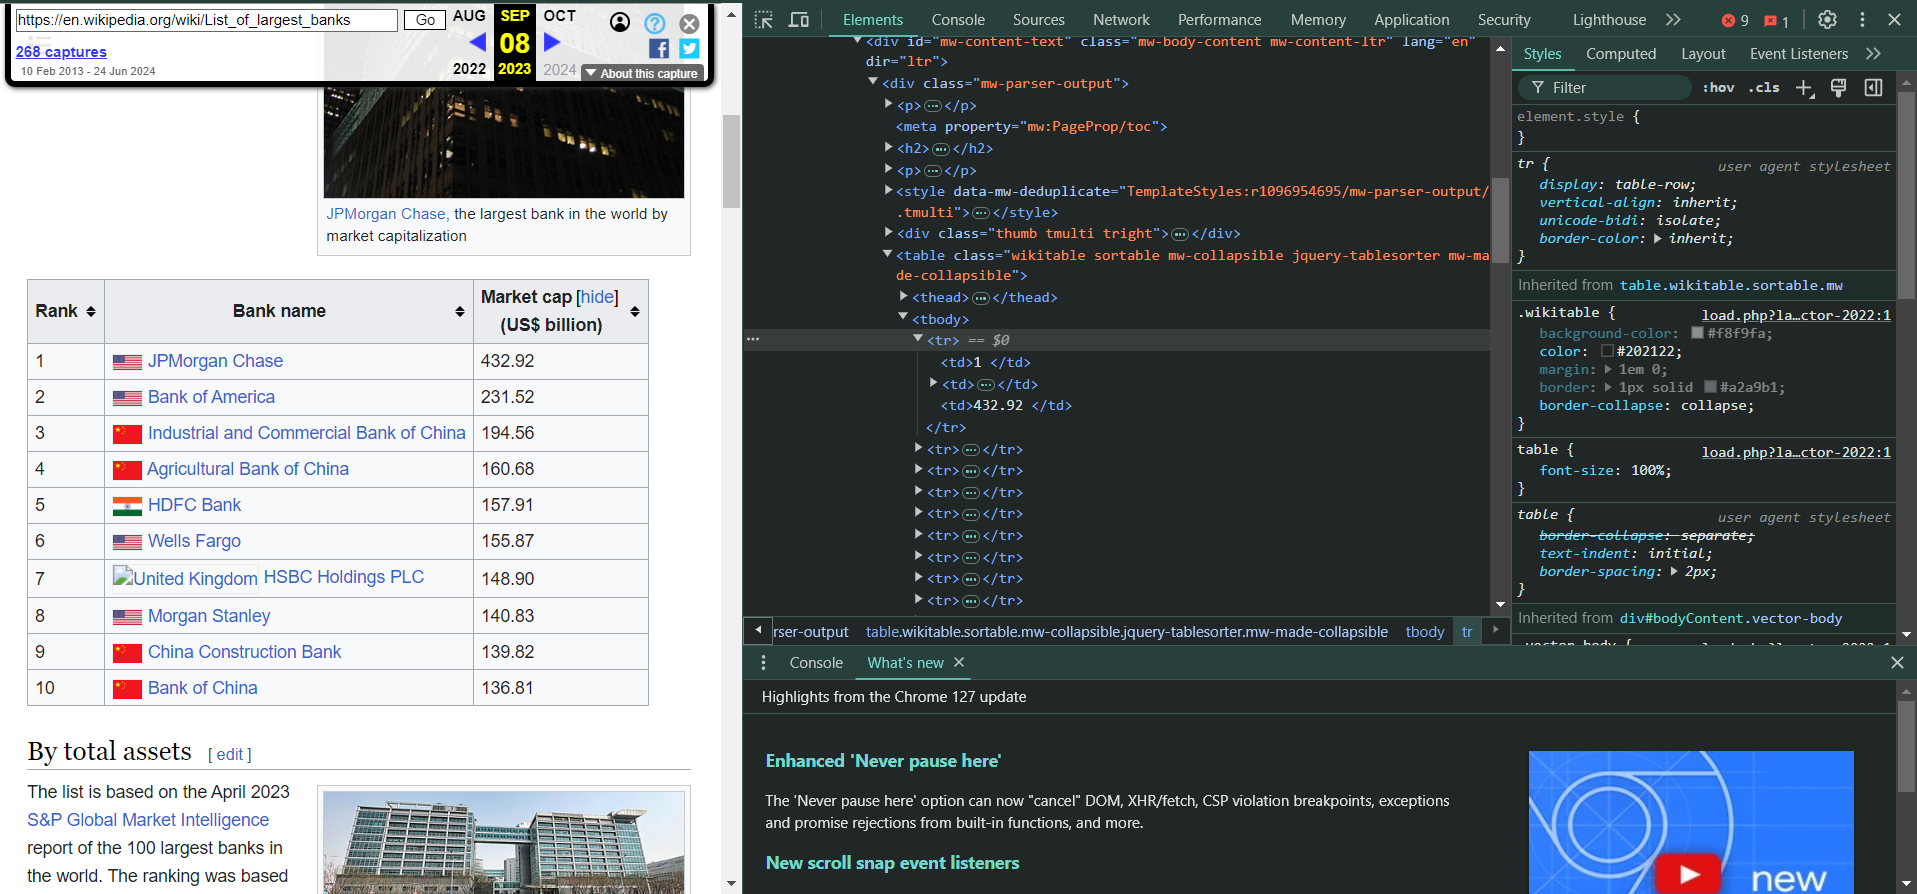 https://en.wikipedia.org/wiki/List_of_largest_banks
Go
AUG
SEP
OCT
08
268 captures
10 Feb 2013 - 24 Jun 2024
2022
2023
2024
About this capture
JPMorgan Chase, the largest bank in the world by
market capitalization
Rank
Bank name
Market cap [hide]
(US$ billion)
1 JPMorgan Chase 432.92
2 Bank of America 231.52
3 Industrial and Commercial Bank of China 194.56
4 Agricultural Bank of China 160.68
5 HDFC Bank 157.91
6 Wells Fargo 155.87
7 United Kingdom HSBC Holdings PLC 148.90
8 Morgan Stanley 140.83
9 China Construction Bank 139.82
10 Bank of China 136.81
By total assets [ edit ]
The list is based on the April 2023
S&P Global Market Intelligence
report of the 100 largest banks in
the world. The ranking was based
Elements Console Sources Network Performance Memory Application Security Lighthouse 9 1
<div id="mw-content-text" class="mw-body-content mw-content-ltr" lang="en"
dir="ltr">
<div class="mw-parser-output">
<p>…</p>
<meta property="mw:PageProp/toc">
<h2>…</h2>
<p>…</p>
<style data-mw-deduplicate="TemplateStyles:r1096954695/mw-parser-output/
.tmulti">…</style>
<div class="thumb tmulti tright">…</div>
<table class="wikitable sortable mw-collapsible jquery-tablesorter mw-ma
de-collapsible">
<thead>…</thead>
<tbody>
<tr> == $0
<td>1 </td>
<td>…</td>
<td>432.92 </td>
</tr>
<tr>…</tr>
<tr>…</tr>
<tr>…</tr>
<tr>…</tr>
<tr>…</tr>
<tr>…</tr>
<tr>…</tr>
<tr>…</tr>
rser-output table.wikitable.sortable.mw-collapsible.jquery-tablesorter.mw-made-collapsible tbody tr
Styles Computed Layout Event Listeners
Filter :hov .cls
element.style {
}
tr { user agent stylesheet
display: table-row;
vertical-align: inherit;
unicode-bidi: isolate;
border-color: inherit;
}
Inherited from table.wikitable.sortable.mw
.wikitable { load.php?la…ctor-2022:1
background-color: #f8f9fa;
color: #202122;
margin: 1em 0;
border: 1px solid #a2a9b1;
border-collapse: collapse;
}
table { load.php?la…ctor-2022:1
font-size: 100%;
}
table { user agent stylesheet
border-collapse: separate;
text-indent: initial;
border-spacing: 2px;
}
Inherited from div#bodyContent.vector-body
Console What's new
Highlights from the Chrome 127 update
Enhanced 'Never pause here'
The 'Never pause here' option can now "cancel" DOM, XHR/fetch, CSP violation breakpoints, exceptions
and promise rejections from built-in functions, and more.
New scroll snap event listeners
new